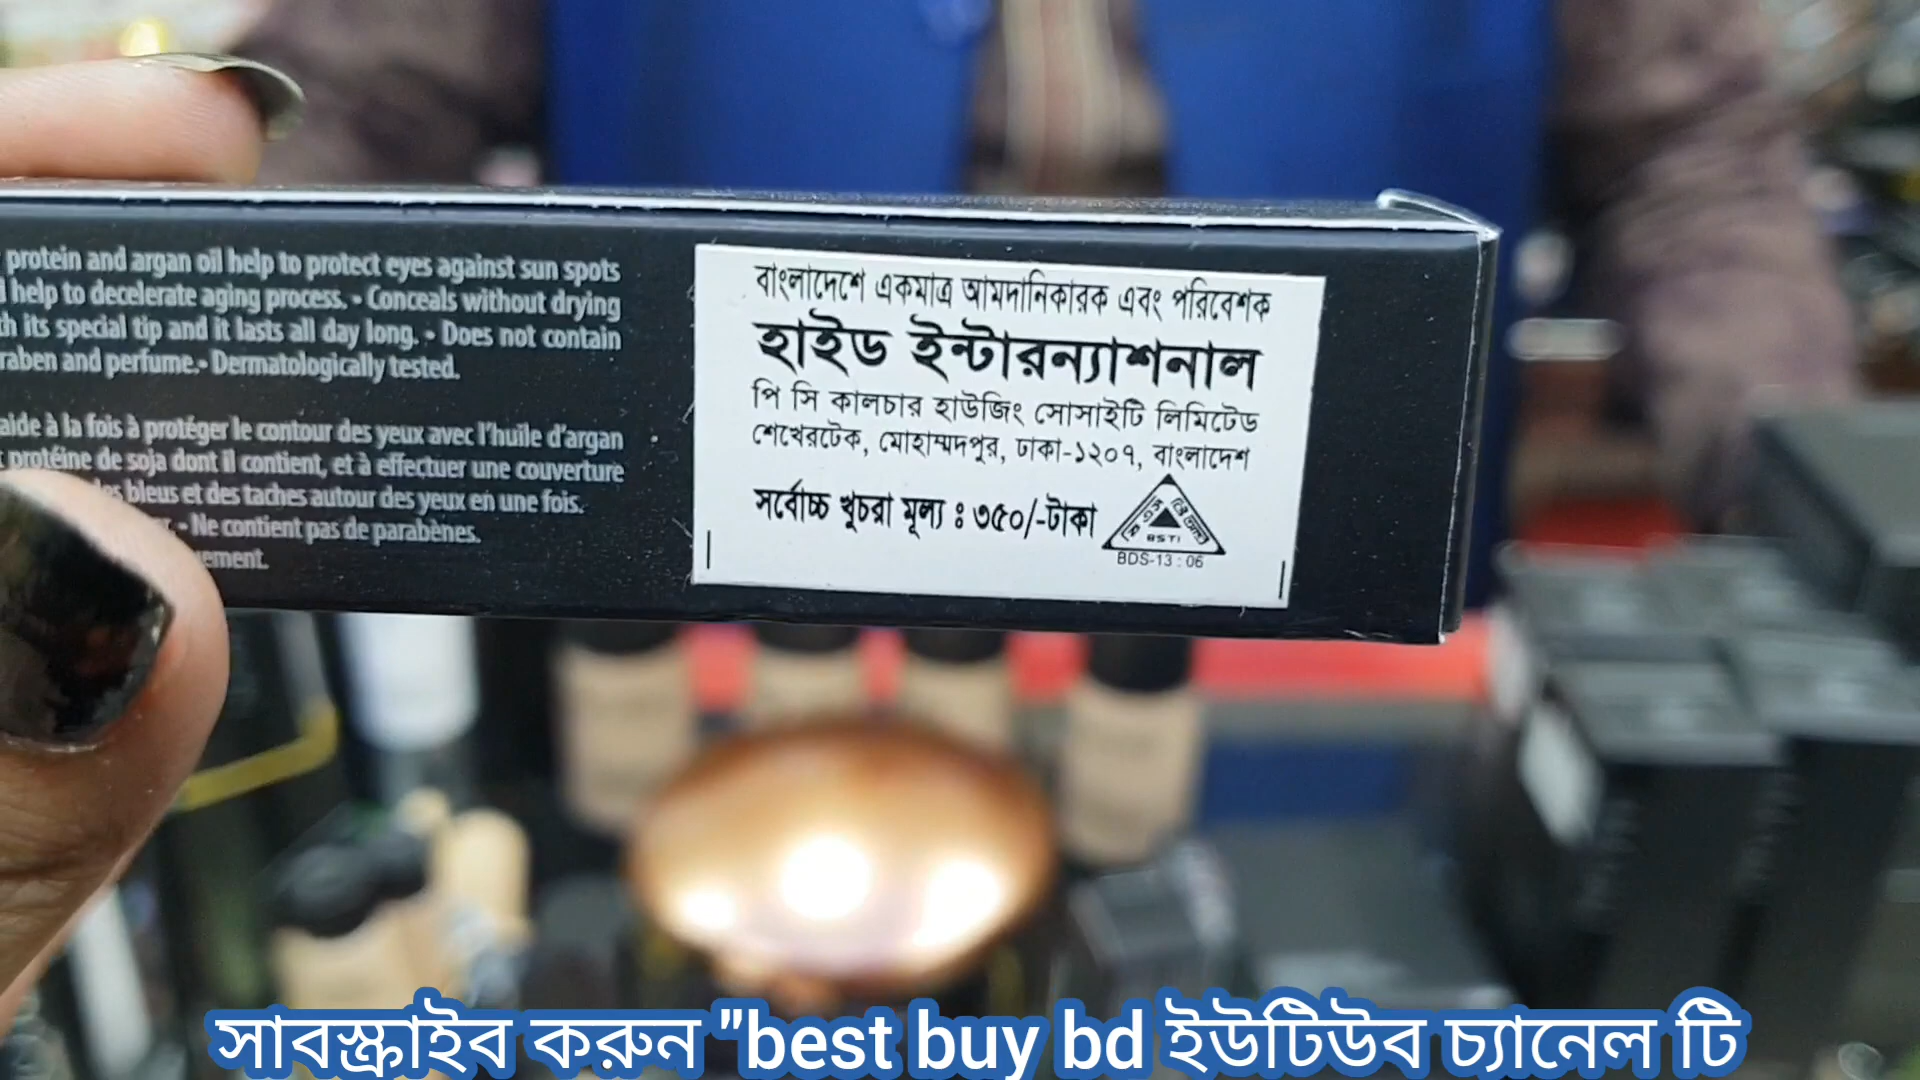 protein and argan oil help to protect eyes against sun spots
help to decelerate aging process. • Conceals without drying
its special tip and it lasts all day long. • Does not contain
and perfume.• Dermatologically tested.
aide à la fois à protéger le contour des yeux avec l'huile d'argan
protéine de soja dont il contient, et à effectuer une couverture
bleus et des taches autour des yeux en une fois.
• Ne contient pas de parabènes.
বাংলাদেশে একমাত্র আমদানিকারক এবং পরিবেশক
হাইড ইন্টারন্যাশনাল
পি সি কালচার হাউজিং সোসাইটি লিমিটেড
শেখেরটেক, মোহাম্মদপুর, ঢাকা-১২০৭, বাংলাদেশ
সর্বোচ্চ খুচরা মূল্য ঃ ৩৫০/-টাকা
BSTI
BDS-13 : 06
সাবস্ক্রাইব করুন "best buy bd ইউটিউব চ্যানেল টি